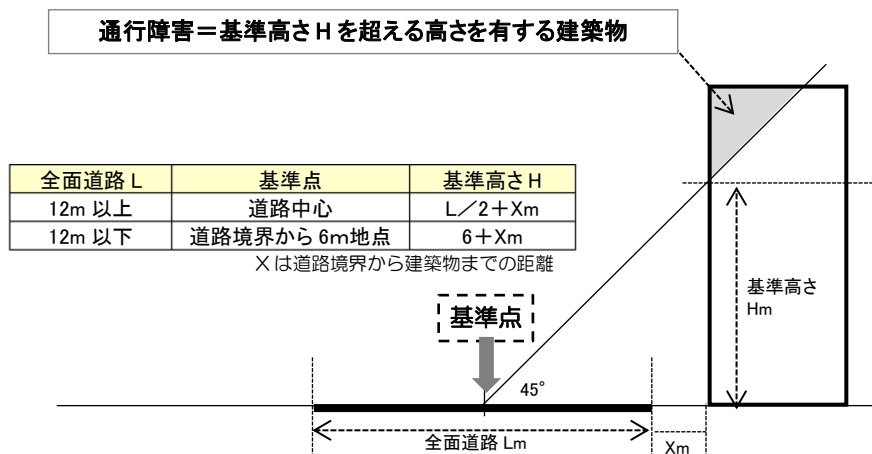 通行障害＝基準高さHを超える高さを有する建築物
全面道路L 基準点 基準高さH
12m以上 道路中心 L／2＋Xm
12m以下 道路境界から6m地点 6＋Xm
Xは道路境界から建築物までの距離
基準点
基準高さ
Hm
45°
全面道路Lm
Xm